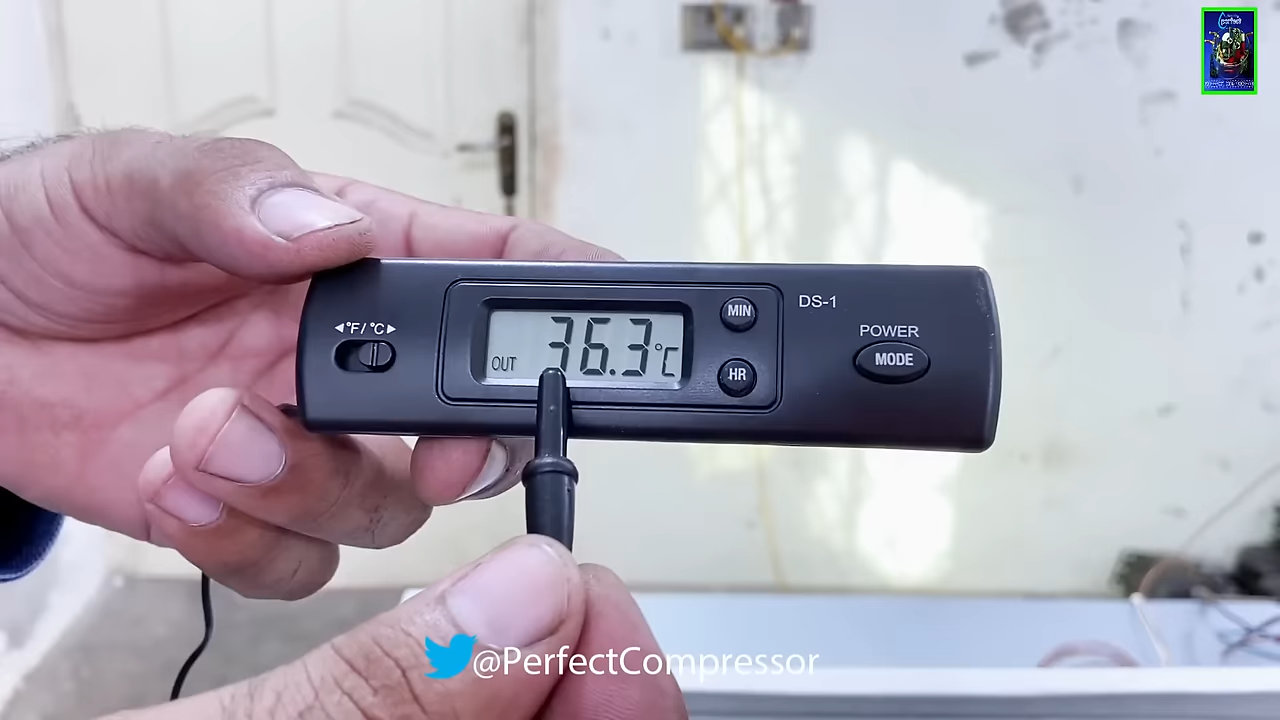 DS-1
◀°F/°C▶
OUT
36.3°C
MIN
HR
POWER
MODE
@PerfectCompressor